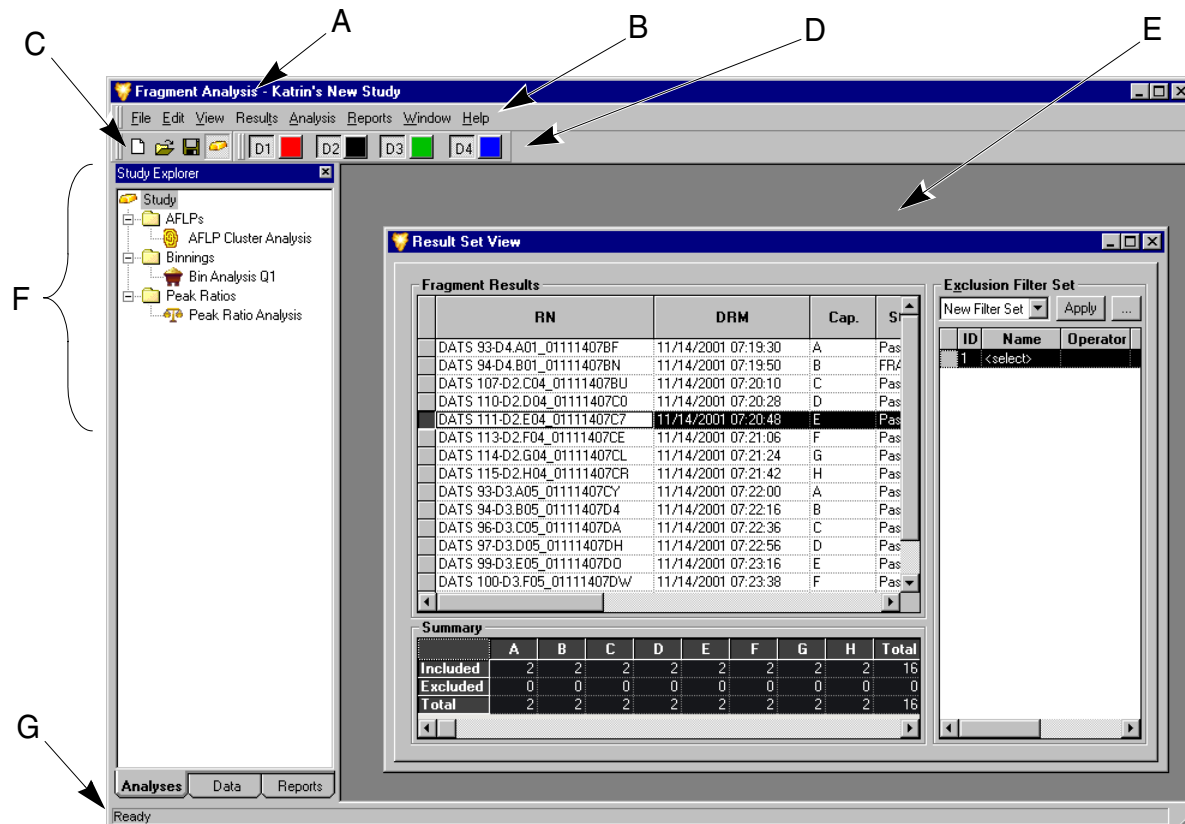 A
B
C
D
E
Fragment Analysis - Katrin's New Study
File Edit View Results Analysis Reports Window Help
D1 D2 D3 D4
Study Explorer
Study
AFLPs
AFLP Cluster Analysis
Binnings
Bin Analysis Q1
Peak Ratios
Peak Ratio Analysis
F
Result Set View
Fragment Results
RN DRM Cap.
DATS 93-D4.A01_01111407BF 11/14/2001 07:19:30 A Pas
DATS 94-D4.B01_01111407BN 11/14/2001 07:19:50 B FRA
DATS 107-D2.C04_01111407BU 11/14/2001 07:20:10 C Pas
DATS 110-D2.D04_01111407C0 11/14/2001 07:20:28 D Pas
DATS 111-D2.E04_01111407C7 11/14/2001 07:20:48 E Pas
DATS 113-D2.F04_01111407CE 11/14/2001 07:21:06 F Pas
DATS 114-D2.G04_01111407CL 11/14/2001 07:21:24 G Pas
DATS 115-D2.H04_01111407CR 11/14/2001 07:21:42 H Pas
DATS 93-D3.A05_01111407CY 11/14/2001 07:22:00 A Pas
DATS 94-D3.B05_01111407D4 11/14/2001 07:22:16 B Pas
DATS 96-D3.C05_01111407DA 11/14/2001 07:22:36 C Pas
DATS 97-D3.D05_01111407DH 11/14/2001 07:22:56 D Pas
DATS 99-D3.E05_01111407DO 11/14/2001 07:23:16 E Pas
DATS 100-D3.F05_01111407DW 11/14/2001 07:23:38 F Pas
Exclusion Filter Set
New Filter Set Apply ...
ID Name Operator
1 <select>
Summary
A B C D E F G H Total
Included 2 2 2 2 2 2 2 2 16
Excluded 0 0 0 0 0 0 0 0 0
Total 2 2 2 2 2 2 2 2 16
G
Analyses Data Reports
Ready